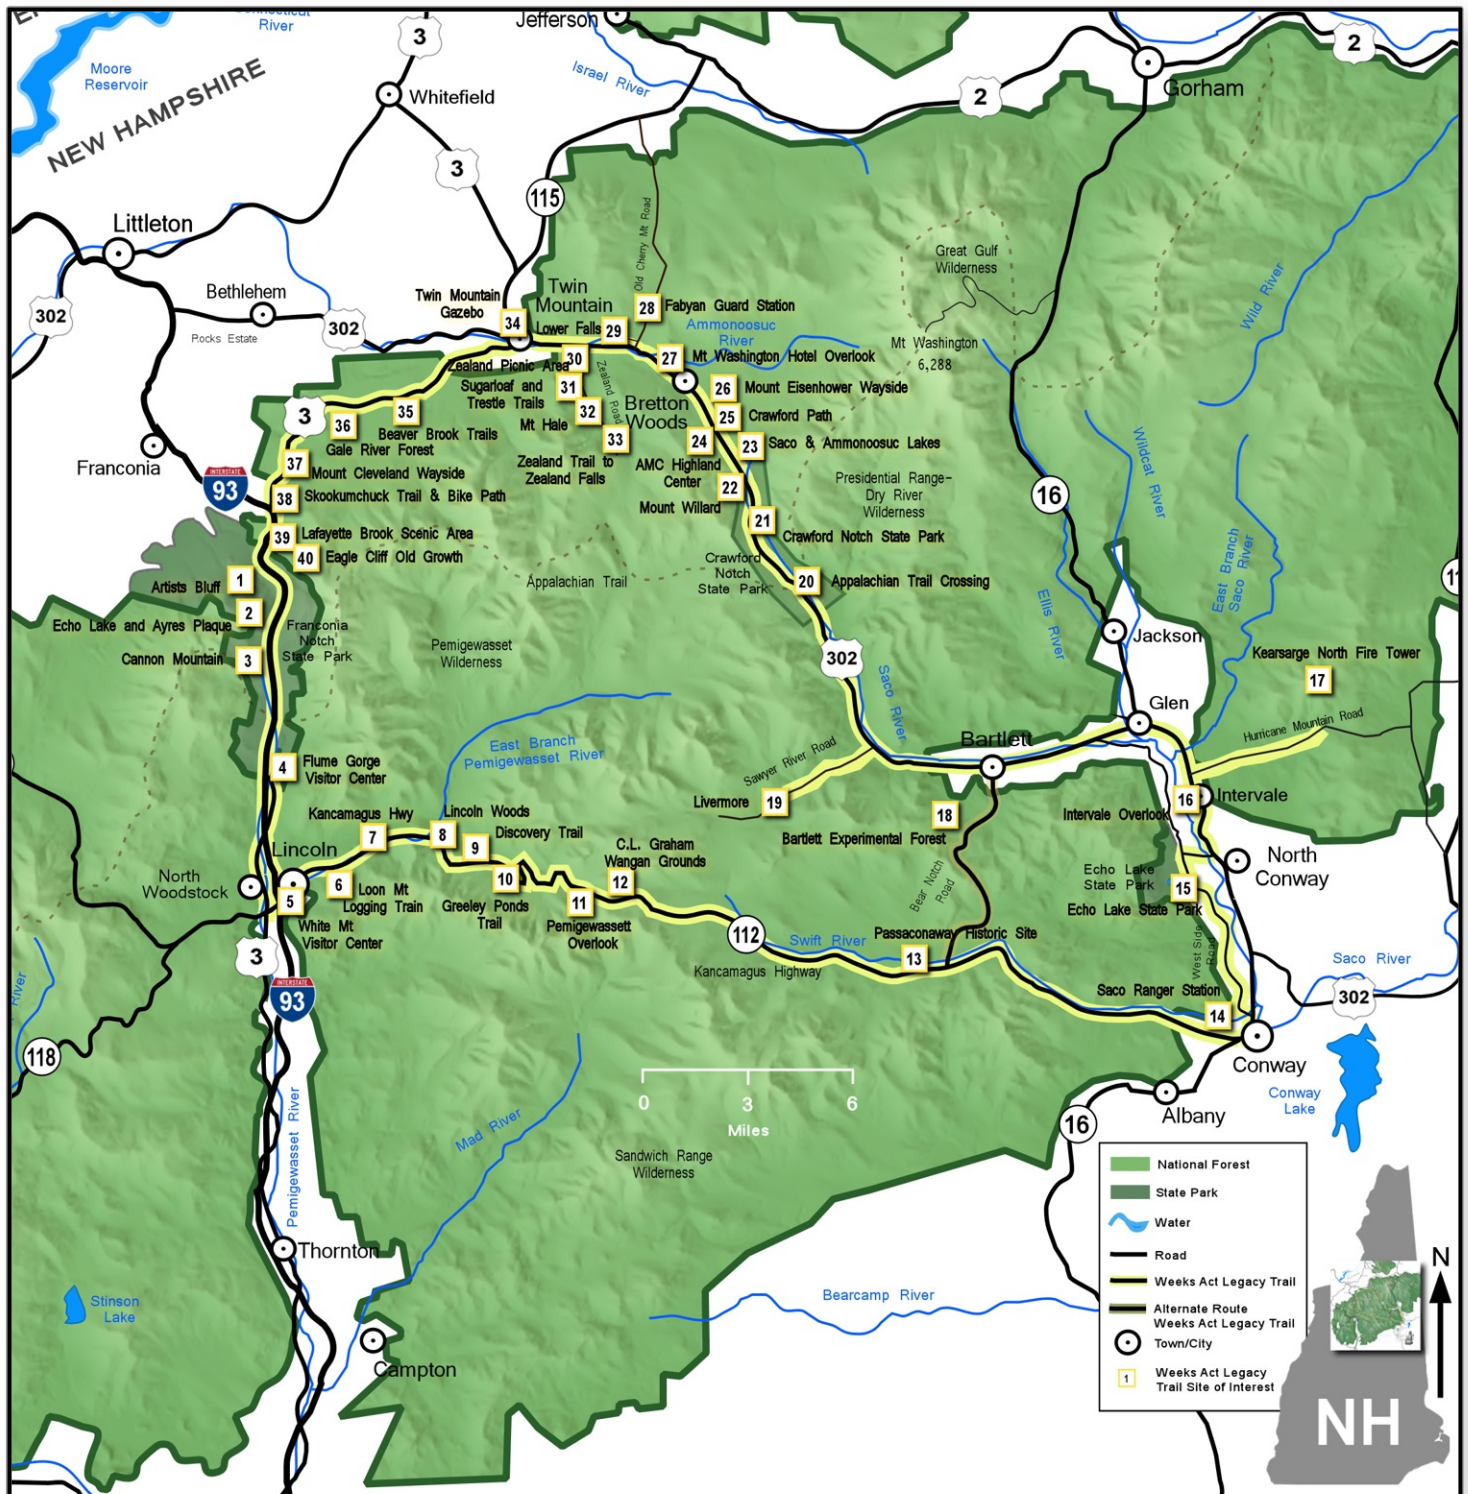 Connecticut
River
Jefferson
3
2
Moore
Reservoir
NEW HAMPSHIRE
Israel River
Whitefield
2
Gorham
3
115
Littleton
Old Cherry Mt Road
Great Gulf
Wilderness
Wild River
Bethlehem
302
302
Rocks Estate
Twin Mountain
Gazebo
34
Twin
Mountain
28
Fabyan Guard Station
Lower Falls
29
Ammonoosuc
River
Mt Washington
6,288
Zealand Picnic Area
30
27
Mt Washington Hotel Overlook
Sugarloaf and
Trestle Trails
31
Zealand Road
26
Mount Eisenhower Wayside
Mt Hale
32
Bretton
Woods
25
Crawford Path
3
36
35
Beaver Brook Trails
Gale River Forest
33
Zealand Trail to
Zealand Falls
24
AMC Highland
Center
23
Saco & Ammonoosuc Lakes
Franconia
37
Mount Cleveland Wayside
INTERSTATE
93
38
Skookumchuck Trail & Bike Path
22
Mount Willard
Presidential Range-
Dry River
Wilderness
16
Wildcat River
39
Lafayette Brook Scenic Area
21
Crawford Notch State Park
40
Eagle Cliff Old Growth
1
Artists Bluff
Appalachian Trail
Crawford
Notch
State Park
20
Appalachian Trail Crossing
East Branch
Saco River
11
2
Echo Lake and Ayres Plaque
Franconia
Notch
State Park
Ellis River
Jackson
3
Cannon Mountain
Pemigewasset
Wilderness
302
Saco River
Kearsarge North Fire Tower
17
Glen
Hurricane Mountain Road
East Branch
Pemigewasset River
Bartlett
4
Flume Gorge
Visitor Center
Sawyer River Road
Livermore
19
16
Intervale
Intervale Overlook
18
Bartlett Experimental Forest
Kancamagus Hwy
7
8
Lincoln Woods
9
Discovery Trail
C.L. Graham
Wangan Grounds
Lincoln
North
Woodstock
6
Loon Mt
Logging Train
5
White Mt
Visitor Center
10
Greeley Ponds
Trail
11
Pemigewassett
Overlook
12
Bear Notch
Road
Echo Lake
State Park
15
Echo Lake State Park
North
Conway
3
112
Swift River
Kancamagus Highway
Passaconaway Historic Site
13
West Side
Road
Saco River
INTERSTATE
93
Saco Ranger Station
14
302
River
118
Conway
0
3
6
Miles
Albany
Conway
Lake
16
Mad River
Pemigewasset River
Sandwich Range
Wilderness
Thornton
Stinson
Lake
Bearcamp River
Campton
National Forest
State Park
Water
Road
Weeks Act Legacy Trail
Alternate Route
Weeks Act Legacy Trail
Town/City
1
Weeks Act Legacy
Trail Site of Interest
N
NH